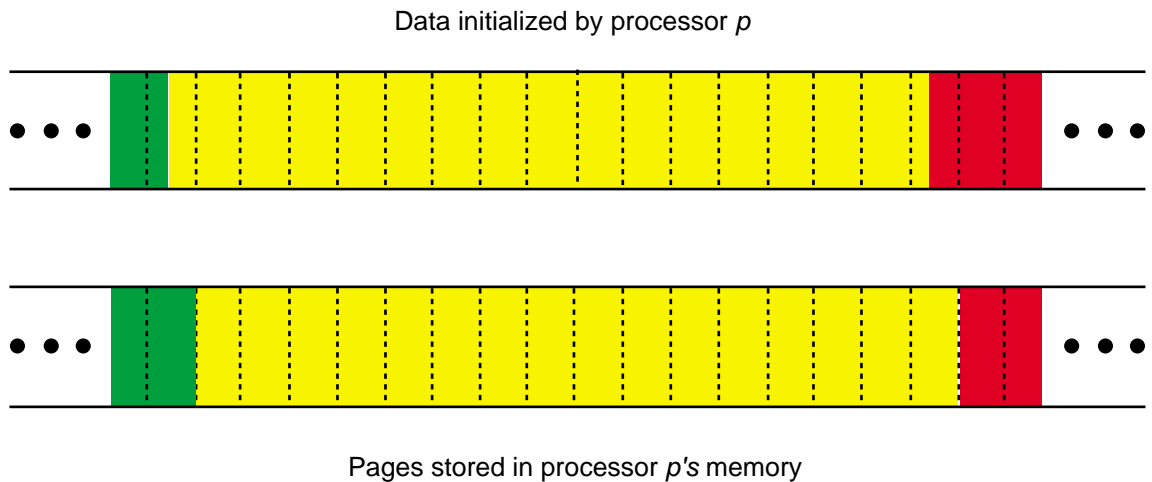 Data initialized by processor p
Pages stored in processor p's memory